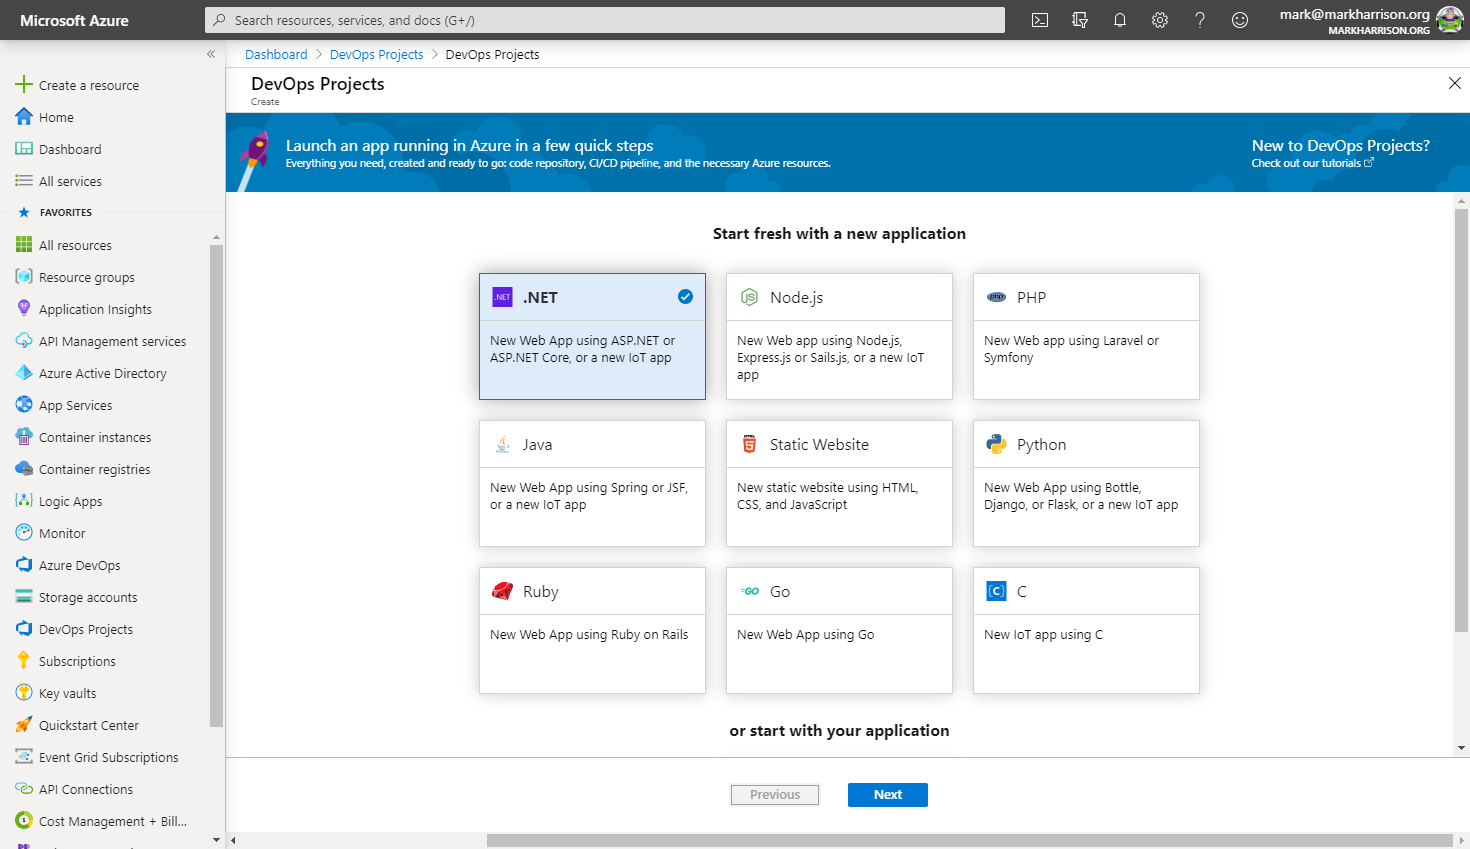 Microsoft Azure
Search resources, services, and docs (G+/)
mark@markharrison.org
MARKHARRISON.ORG
«
Dashboard > DevOps Projects > DevOps Projects
DevOps Projects
Create
Create a resource
Home
Dashboard
All services
FAVORITES
All resources
Resource groups
Application Insights
API Management services
Azure Active Directory
App Services
Container instances
Container registries
Logic Apps
Monitor
Azure DevOps
Storage accounts
DevOps Projects
Subscriptions
Key vaults
Quickstart Center
Event Grid Subscriptions
API Connections
Cost Management + Bill...
Launch an app running in Azure in a few quick steps
Everything you need, created and ready to go: code repository, CI/CD pipeline, and the necessary Azure resources.
New to DevOps Projects?
Check out our tutorials
Start fresh with a new application
.NET
.NET
New Web App using ASP.NET or
ASP.NET Core, or a new IoT app
JS
Node.js
New Web app using Node.js,
Express.js or Sails.js, or a new IoT
app
php
PHP
New Web app using Laravel or
Symfony
Java
New Web App using Spring or JSF,
or a new IoT app
HTML
5
Static Website
New static website using HTML,
CSS, and JavaScript
Python
New Web App using Bottle,
Django, or Flask, or a new IoT app
Ruby
New Web App using Ruby on Rails
GO
Go
New Web App using Go
[C]
C
New IoT app using C
or start with your application
Previous
Next